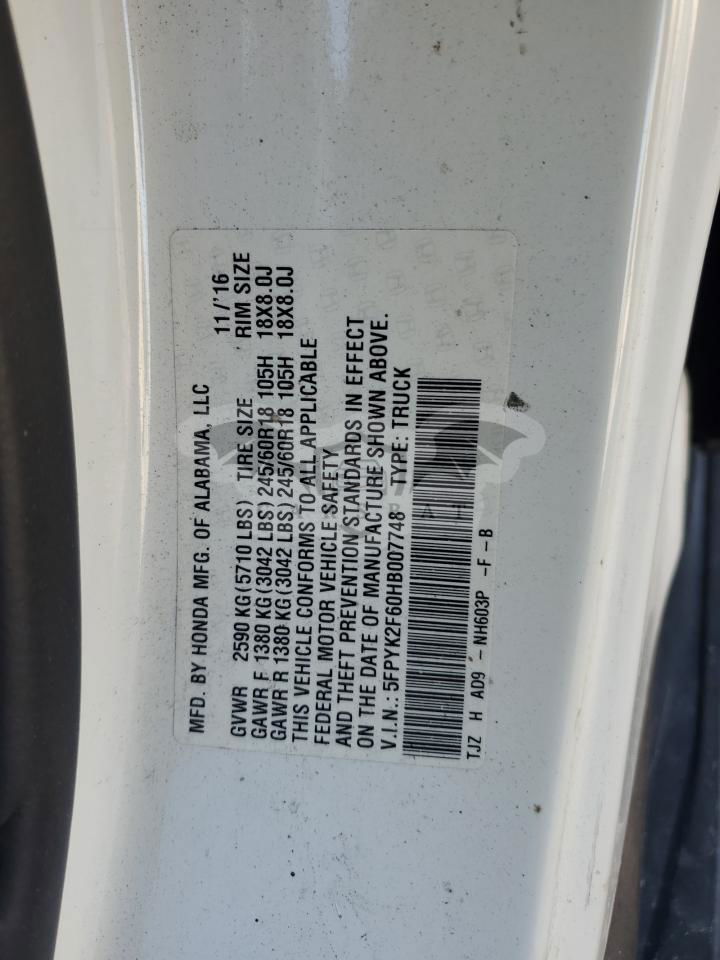 MFD. BY HONDA MFG. OF ALABAMA, LLC 11/'16
GVWR 2590 KG(5710 LBS) TIRE SIZE RIM SIZE
GAWR F 1380 KG(3042 LBS) 245/60R18 105H 18X8.0J
GAWR R 1380 KG(3042 LBS) 245/60R18 105H 18X8.0J
THIS VEHICLE CONFORMS TO ALL APPLICABLE
FEDERAL MOTOR VEHICLE SAFETY
AND THEFT PREVENTION STANDARDS IN EFFECT
ON THE DATE OF MANUFACTURE SHOWN ABOVE.
V.I.N.: 5FPYK2F60HB007748 TYPE: TRUCK
TJZ H AD9 - NH603P -F-B